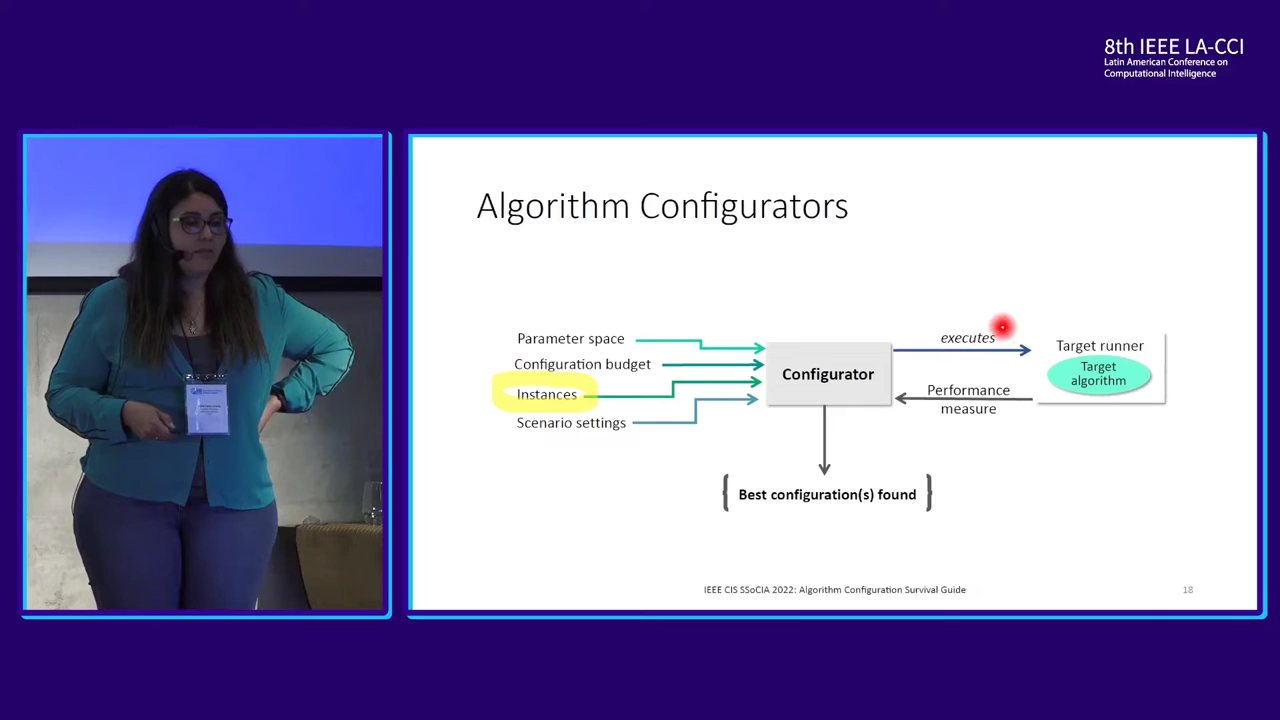 8th IEEE LA-CCI
Latin American Conference on
Computational Intelligence
Algorithm Configurators
Parameter space
Configuration budget
Instances
Scenario settings
Configurator
executes
Performance
measure
Target runner
Target
algorithm
Best configuration(s) found
IEEE CIS SSoCIA 2022: Algorithm Configuration Survival Guide
18